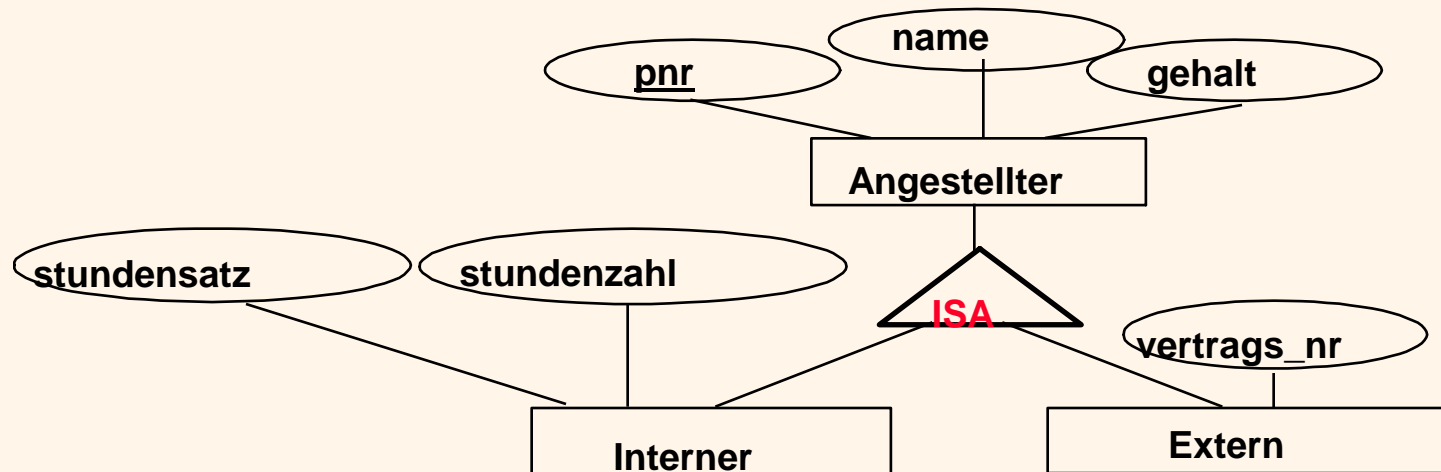 name
pnr
gehalt
Angestellter
stundensatz
stundenzahl
ISA
vertrags_nr
Interner
Extern